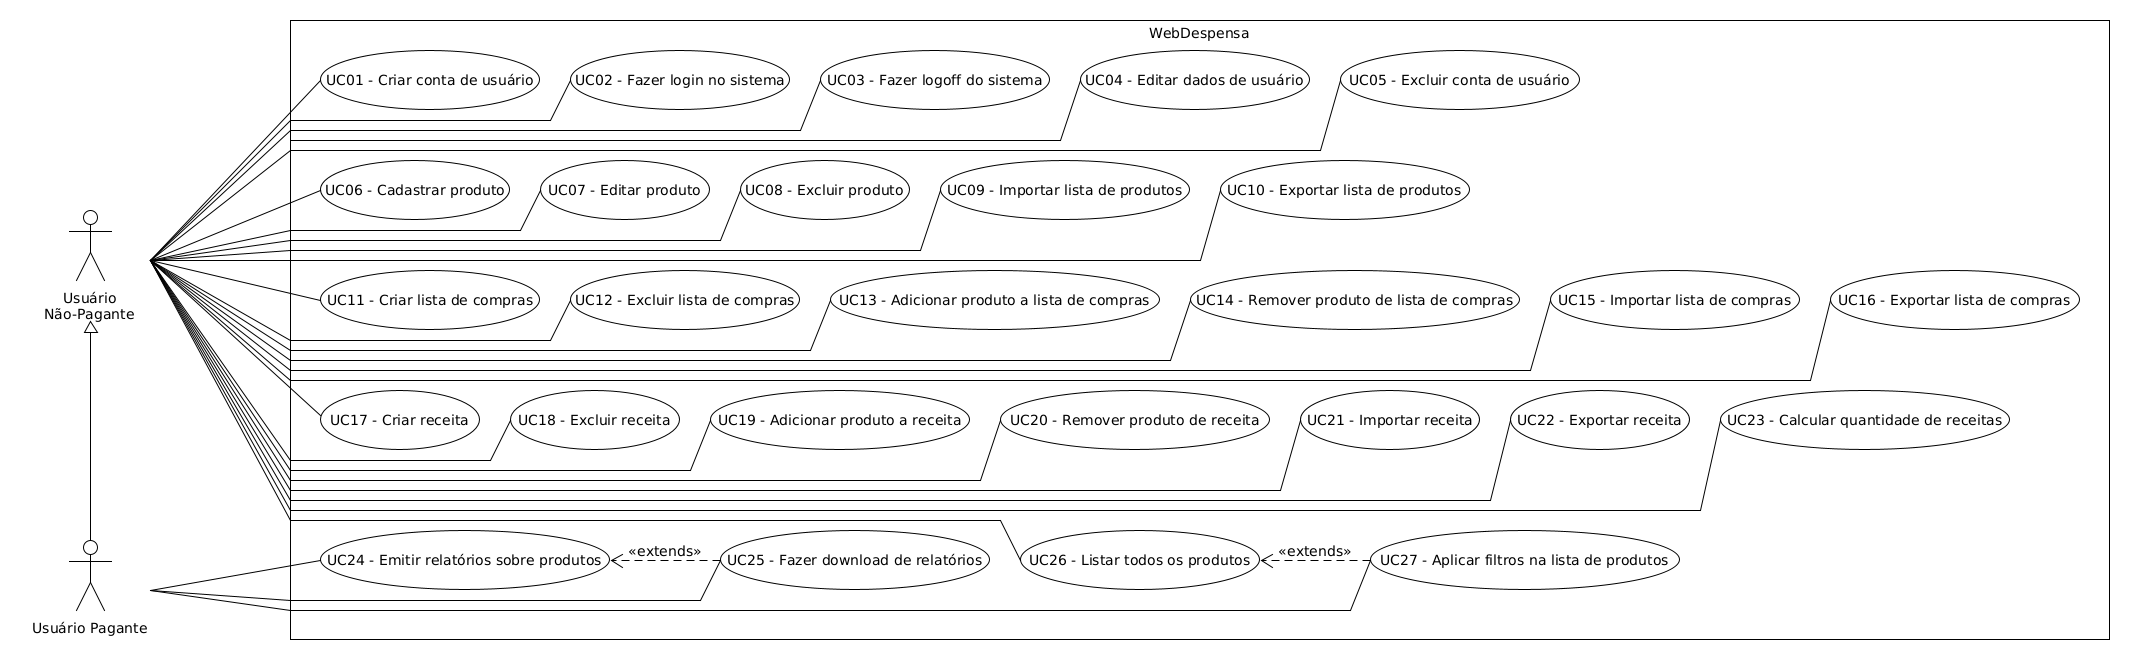 WebDespensa
UC01 - Criar conta de usuário
UC02 - Fazer login no sistema
UC03 - Fazer logoff do sistema
UC04 - Editar dados de usuário
UC05 - Excluir conta de usuário
UC06 - Cadastrar produto
UC07 - Editar produto
UC08 - Excluir produto
UC09 - Importar lista de produtos
UC10 - Exportar lista de produtos
Usuário
Não-Pagante
UC11 - Criar lista de compras
UC12 - Excluir lista de compras
UC13 - Adicionar produto a lista de compras
UC14 - Remover produto de lista de compras
UC15 - Importar lista de compras
UC16 - Exportar lista de compras
UC17 - Criar receita
UC18 - Excluir receita
UC19 - Adicionar produto a receita
UC20 - Remover produto de receita
UC21 - Importar receita
UC22 - Exportar receita
UC23 - Calcular quantidade de receitas
UC24 - Emitir relatórios sobre produtos
«extends»
UC25 - Fazer download de relatórios
UC26 - Listar todos os produtos
«extends»
UC27 - Aplicar filtros na lista de produtos
Usuário Pagante